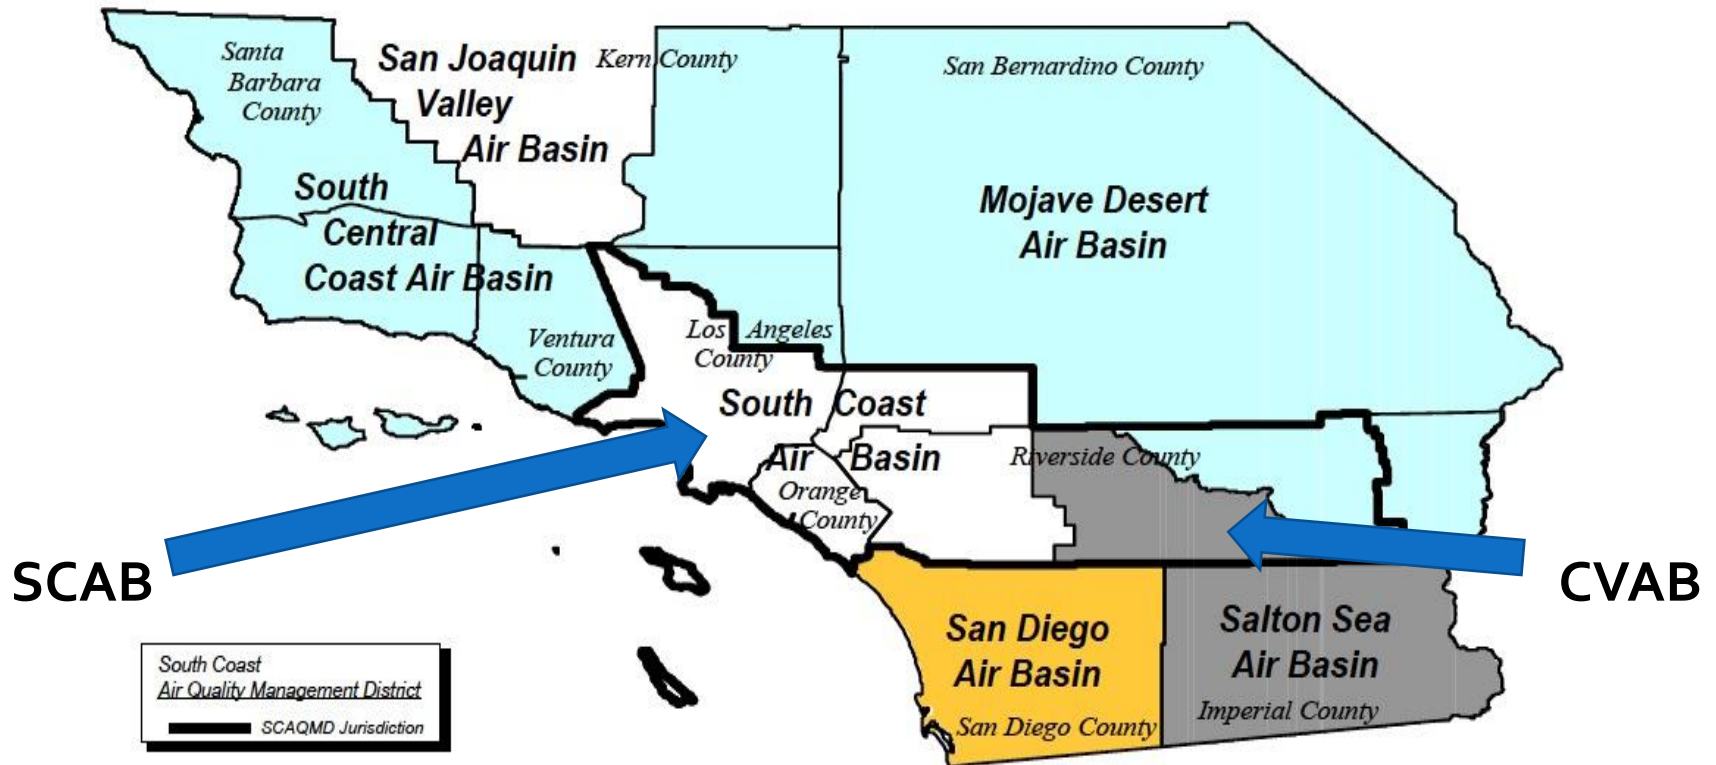 Santa
Barbara
County
San Joaquin
Valley
Air Basin
Kern County
San Bernardino County
South
Central
Coast Air Basin
Mojave Desert
Air Basin
Ventura
County
Los Angeles
County
South Coast
Air Basin
Orange
County
Riverside County
SCAB
CVAB
San Diego
Air Basin
San Diego County
Salton Sea
Air Basin
Imperial County
South Coast
Air Quality Management District
SCAQMD Jurisdiction